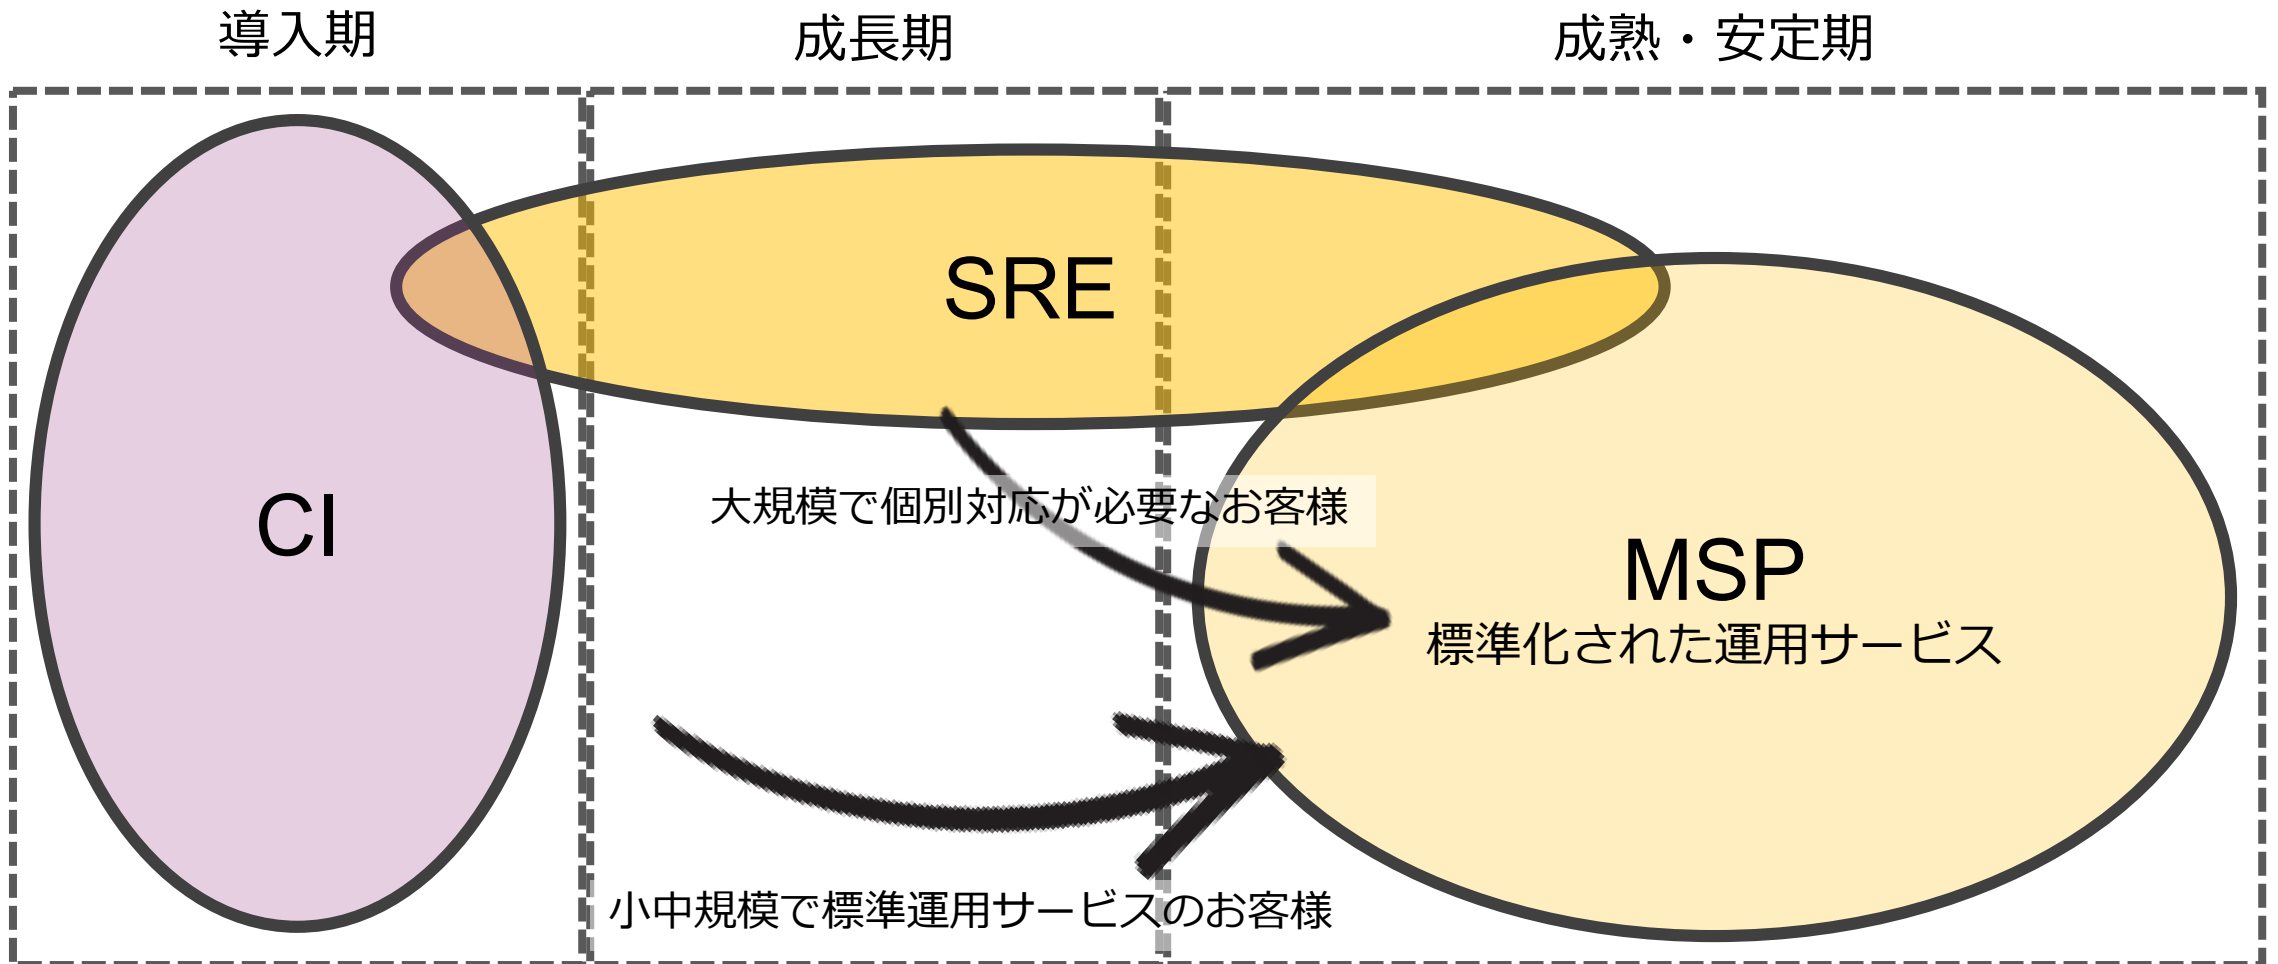 導入期
成長期
成熟・安定期
SRE
CI
大規模で個別対応が必要なお客様
MSP
標準化された運用サービス
小中規模で標準運用サービスのお客様